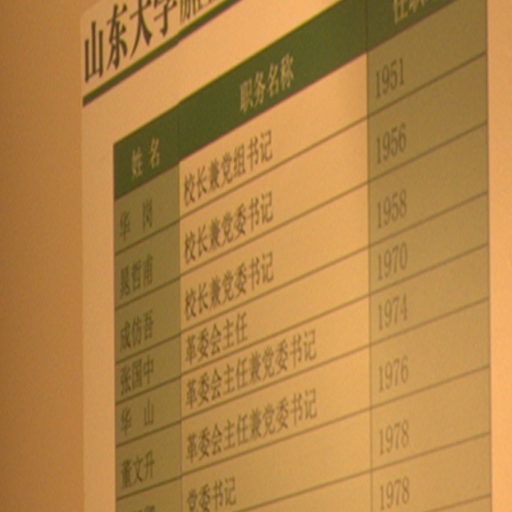 山东大学
姓 名 职务名称 任职
华 岗 校长兼党组书记 1951
晁哲甫 校长兼党委书记 1956
成仿吾 校长兼党委书记 1958
张国中 革委会主任 1970
华 山 革委会主任兼党委书记 1974
董文升 革委会主任兼党委书记 1976
党委书记 1978
1978